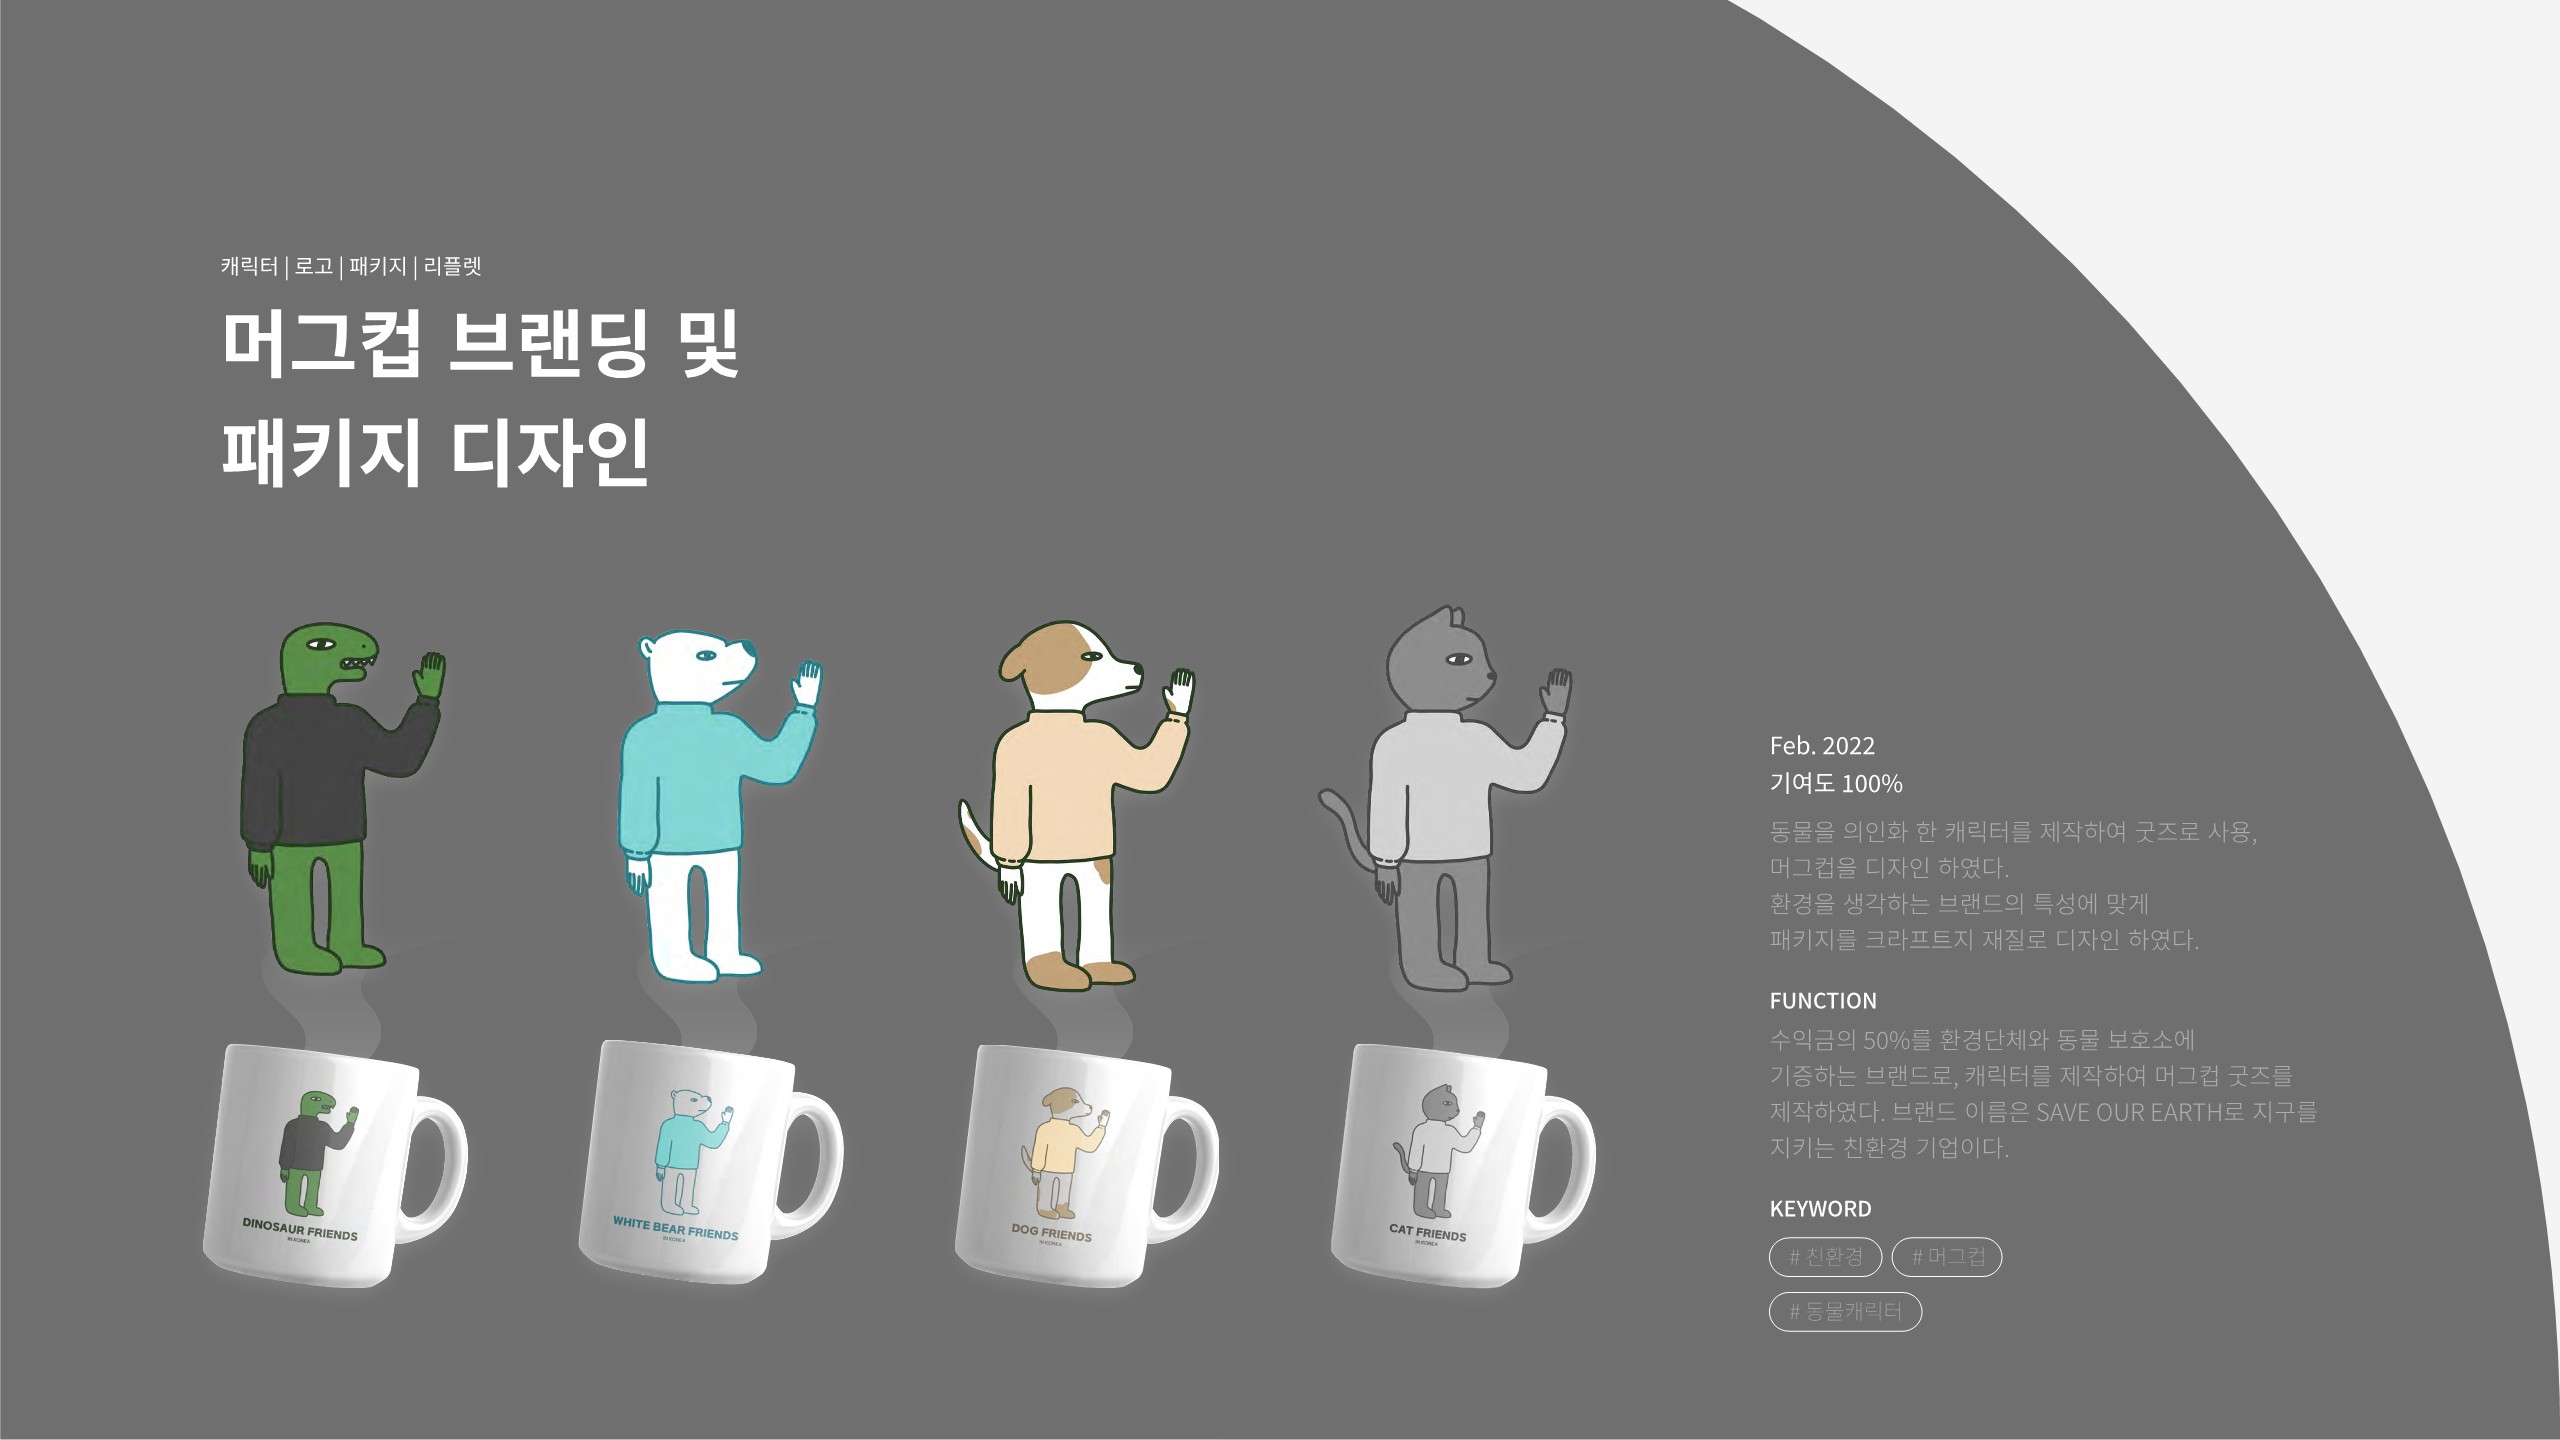 캐릭터 | 로고 | 패키지 | 리플렛
머그컵 브랜딩 및
패키지 디자인
Feb. 2022
기여도 100%
동물을 의인화 한 캐릭터를 제작하여 굿즈로 사용,
머그컵을 디자인 하였다.
환경을 생각하는 브랜드의 특성에 맞게
패키지를 크라프트지 재질로 디자인 하였다.
FUNCTION
수익금의 50%를 환경단체와 동물 보호소에
기증하는 브랜드로, 캐릭터를 제작하여 머그컵 굿즈를
제작하였다. 브랜드 이름은 SAVE OUR EARTH로 지구를
지키는 친환경 기업이다.
KEYWORD
# 친환경
# 머그컵
# 동물캐릭터
DINOSAUR FRIENDS
IN KOREA
WHITE BEAR FRIENDS
IN KOREA
DOG FRIENDS
IN KOREA
CAT FRIENDS
IN KOREA